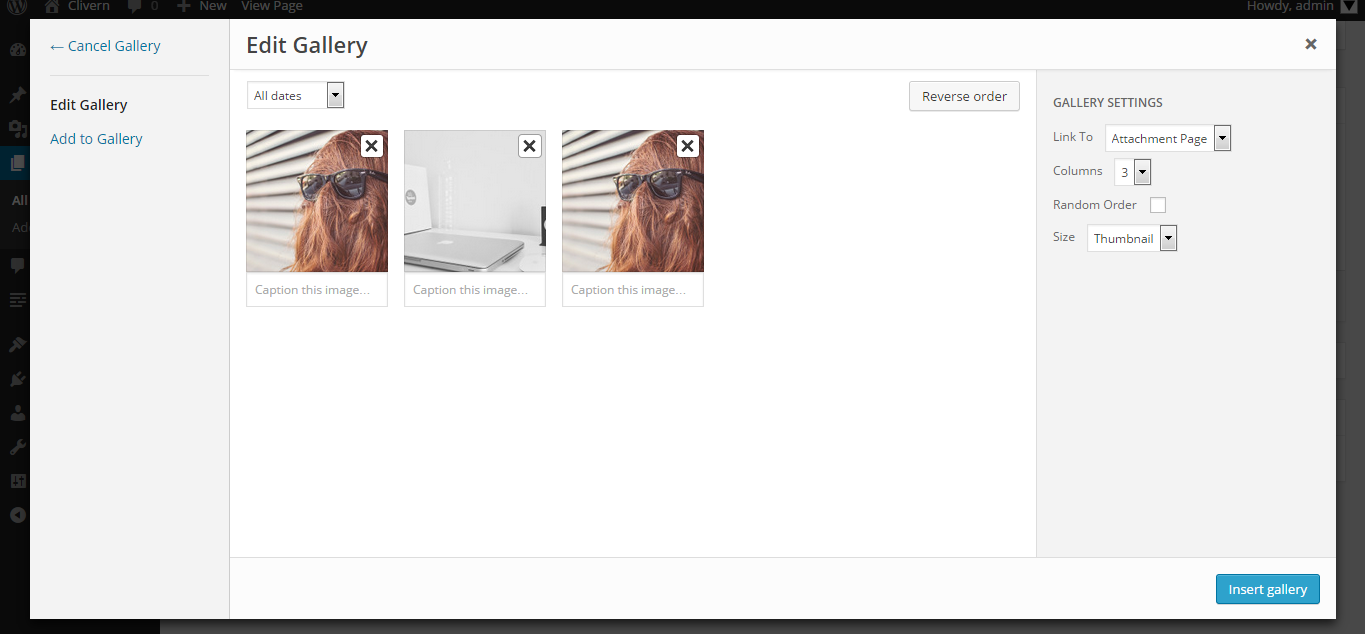 Clivern 0 New View Page Howdy, admin
← Cancel Gallery
Edit Gallery
Add to Gallery
All
Edit Gallery
All dates
Reverse order
Caption this image...
Caption this image...
Caption this image...
GALLERY SETTINGS
Link To Attachment Page
Columns 3
Random Order
Size Thumbnail
Insert gallery